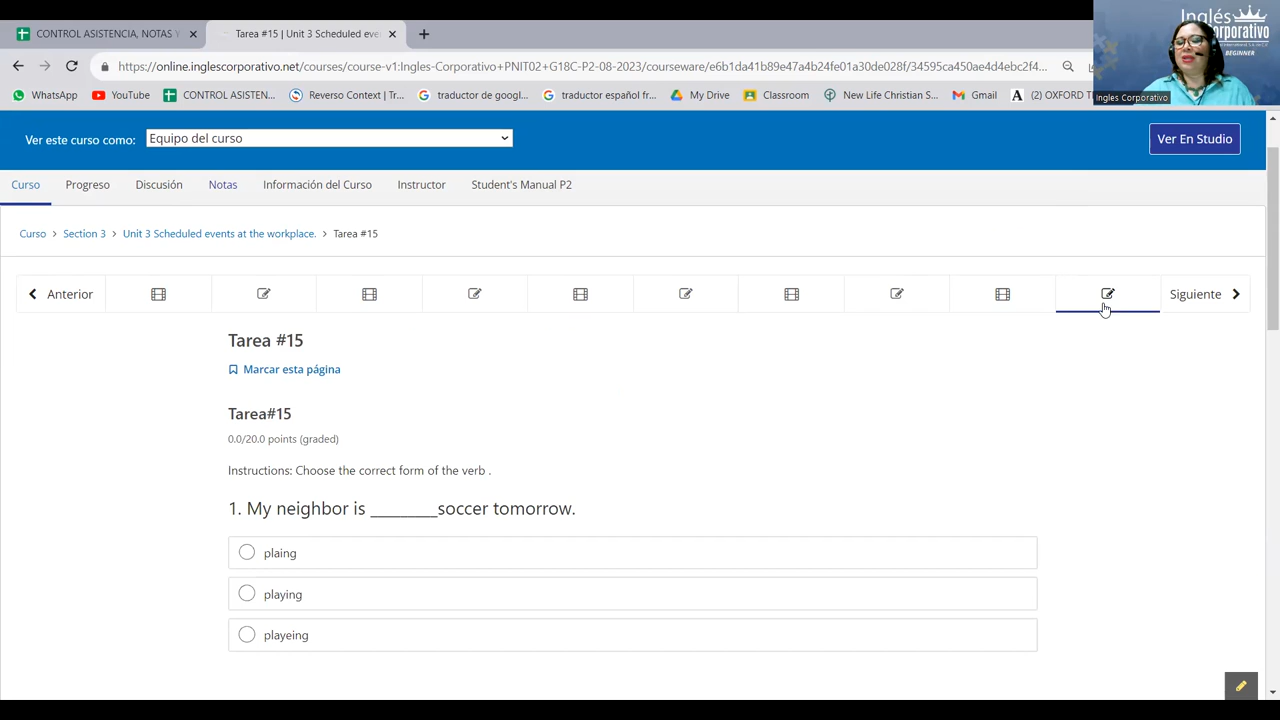 CONTROL ASISTENCIA, NOTAS Y
Tarea #15 | Unit 3 Scheduled eve
https://online.inglescorporativo.net/courses/course-v1:Ingles-Corporativo+PNI02+G18C-P2-08-2023/courseware/e6b1da41b89e47a4b24fe01a30de028f/34595ca450ae4d4ebc2f4...
WhatsApp
YouTube
CONTROL ASISTEN...
Reverso Context | Tr...
traductor de googl...
traductor español fr...
My Drive
Classroom
New Life Christian S...
Gmail
(2) OXFORD
Inglés
Corporativo
BEGINNER
Ingles Corporativo
Ver este curso como:
Equipo del curso
Ver En Studio
Curso
Progreso
Discusión
Notas
Información del Curso
Instructor
Student's Manual P2
Curso > Section 3 > Unit 3 Scheduled events at the workplace. > Tarea #15
Anterior
Siguiente
Tarea #15
Marcar esta página
Tarea#15
0.0/20.0 points (graded)
Instructions: Choose the correct form of the verb .
1. My neighbor is ________soccer tomorrow.
plaing
playing
playeing